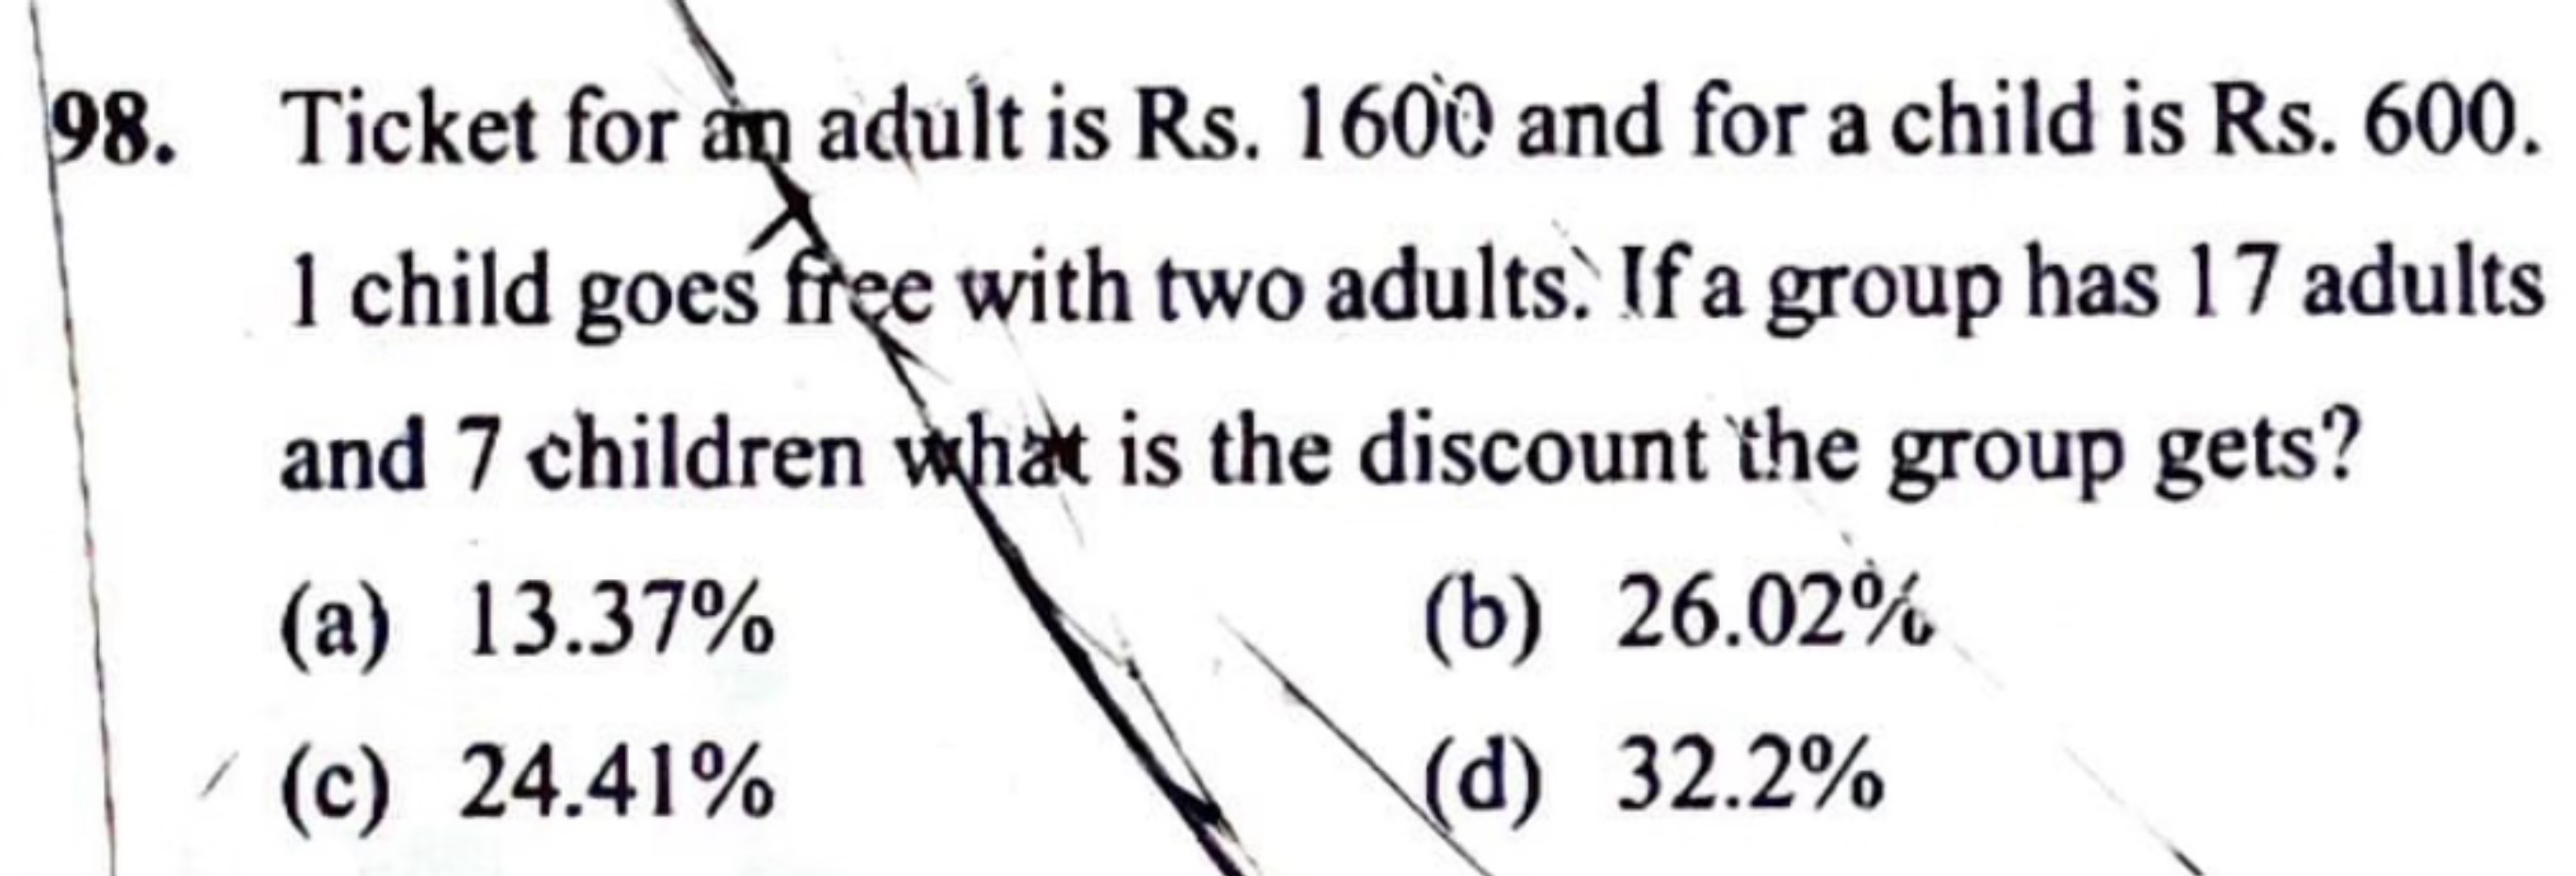 98. Ticket for an adult is Rs. 1600 and for a child is Rs. 600.
1 child goes free with two adults. If a group has 17 adults
and 7 children what is the discount the group gets?
(a) 13.37% (b) 26.02%
(c) 24.41% (d) 32.2%